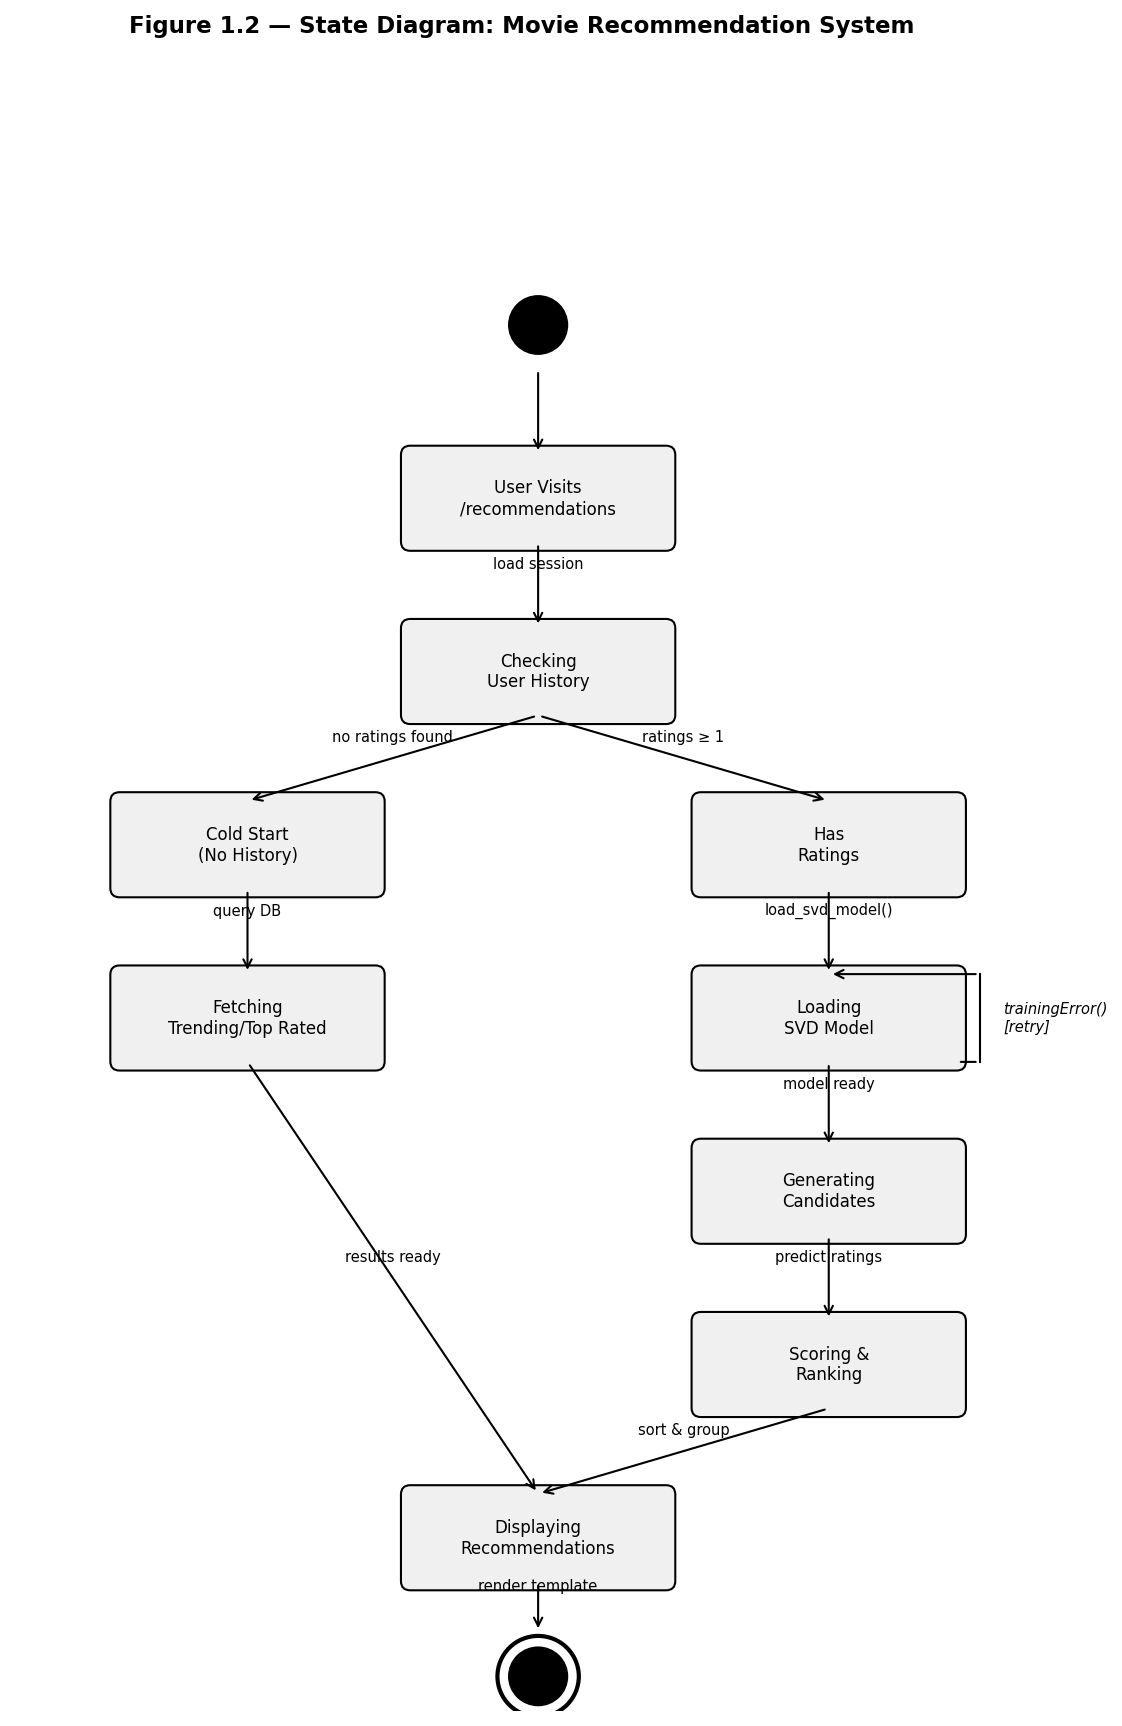 Figure 1.2 — State Diagram: Movie Recommendation System
User Visits
/recommendations
load session
Checking
User History
no ratings found
ratings ≥ 1
Cold Start
(No History)
Has
Ratings
query DB
load_svd_model()
Fetching
Trending/Top Rated
Loading
SVD Model
trainingError()
[retry]
model ready
Generating
Candidates
results ready
predict ratings
Scoring &
Ranking
sort & group
Displaying
Recommendations
render template